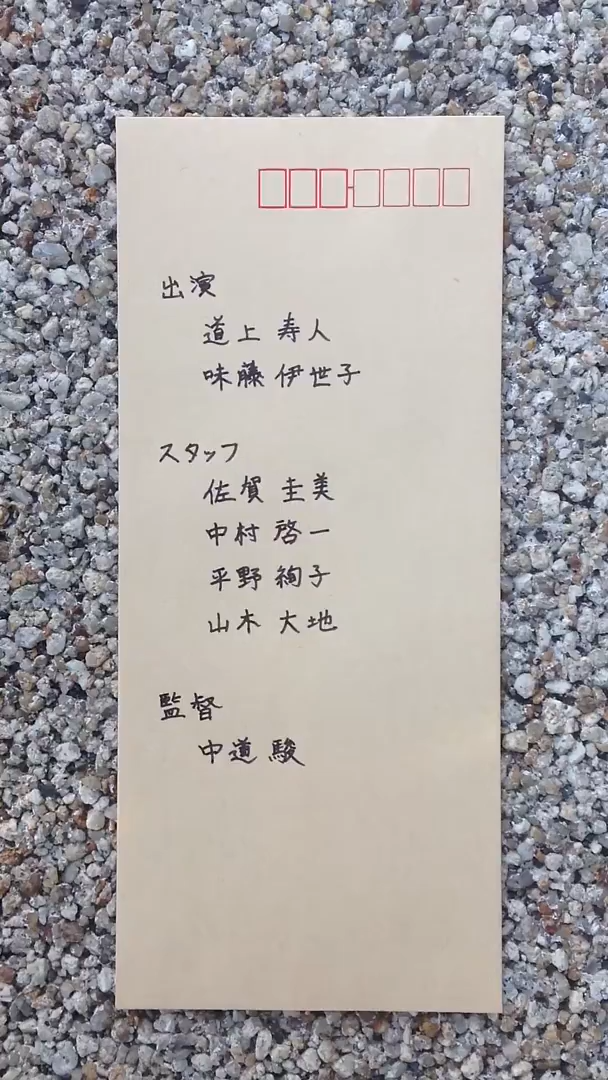 出演
道上 寿人
味藤 伊世子
スタッフ
佐賀 圭美
中村 啓一
平野 絢子
山木 大地
監督
中道 駿